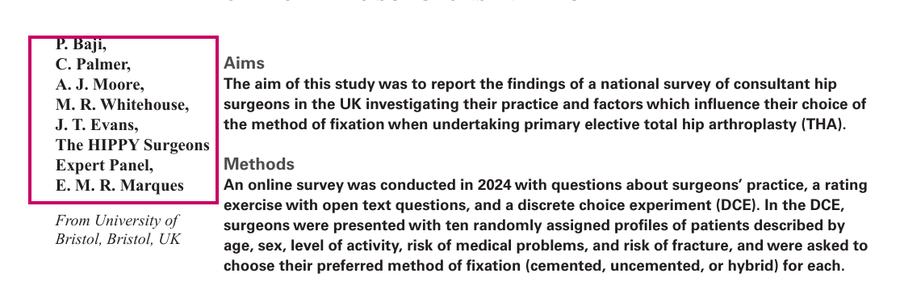 P. Baji,
C. Palmer,
A. J. Moore,
M. R. Whitehouse,
J. T. Evans,
The HIPPY Surgeons
Expert Panel,
E. M. R. Marques
From University of
Bristol, Bristol, UK
Aims
The aim of this study was to report the findings of a national survey of consultant hip
surgeons in the UK investigating their practice and factors which influence their choice of
the method of fixation when undertaking primary elective total hip arthroplasty (THA).
Methods
An online survey was conducted in 2024 with questions about surgeons’ practice, a rating
exercise with open text questions, and a discrete choice experiment (DCE). In the DCE,
surgeons were presented with ten randomly assigned profiles of patients described by
age, sex, level of activity, risk of medical problems, and risk of fracture, and were asked to
choose their preferred method of fixation (cemented, uncemented, or hybrid) for each.